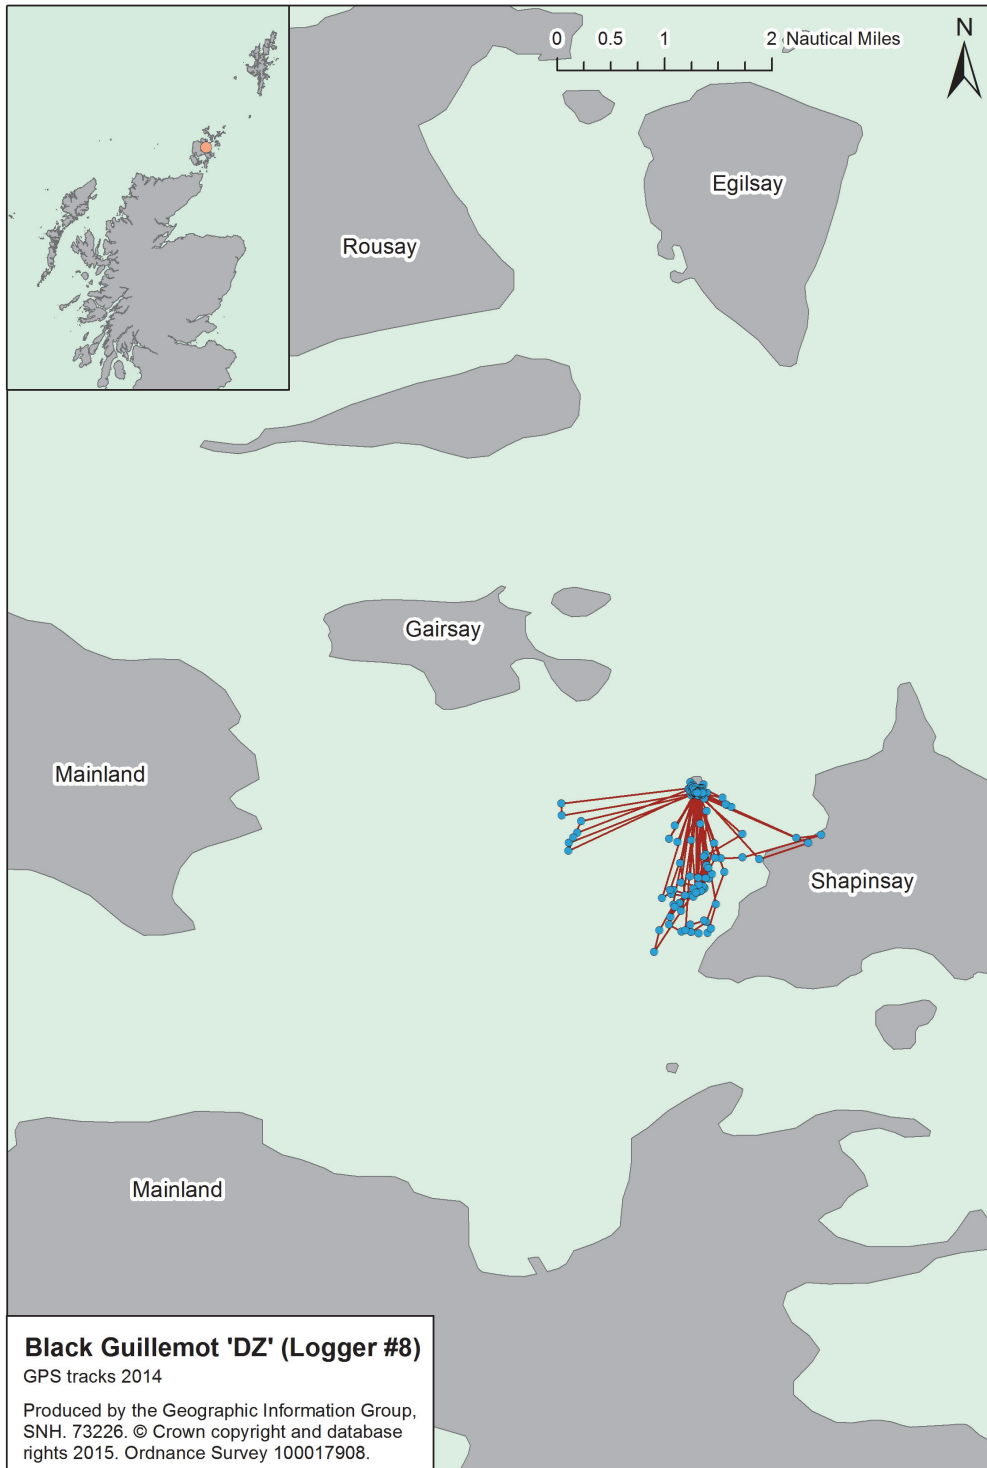 N
0 0.5 1 2 Nautical Miles
Egilsay
Rousay
Gairsay
Mainland
Shapinsay
Mainland
Black Guillemot 'DZ' (Logger #8)
GPS tracks 2014
Produced by the Geographic Information Group,
SNH. 73226. © Crown copyright and database
rights 2015. Ordnance Survey 100017908.